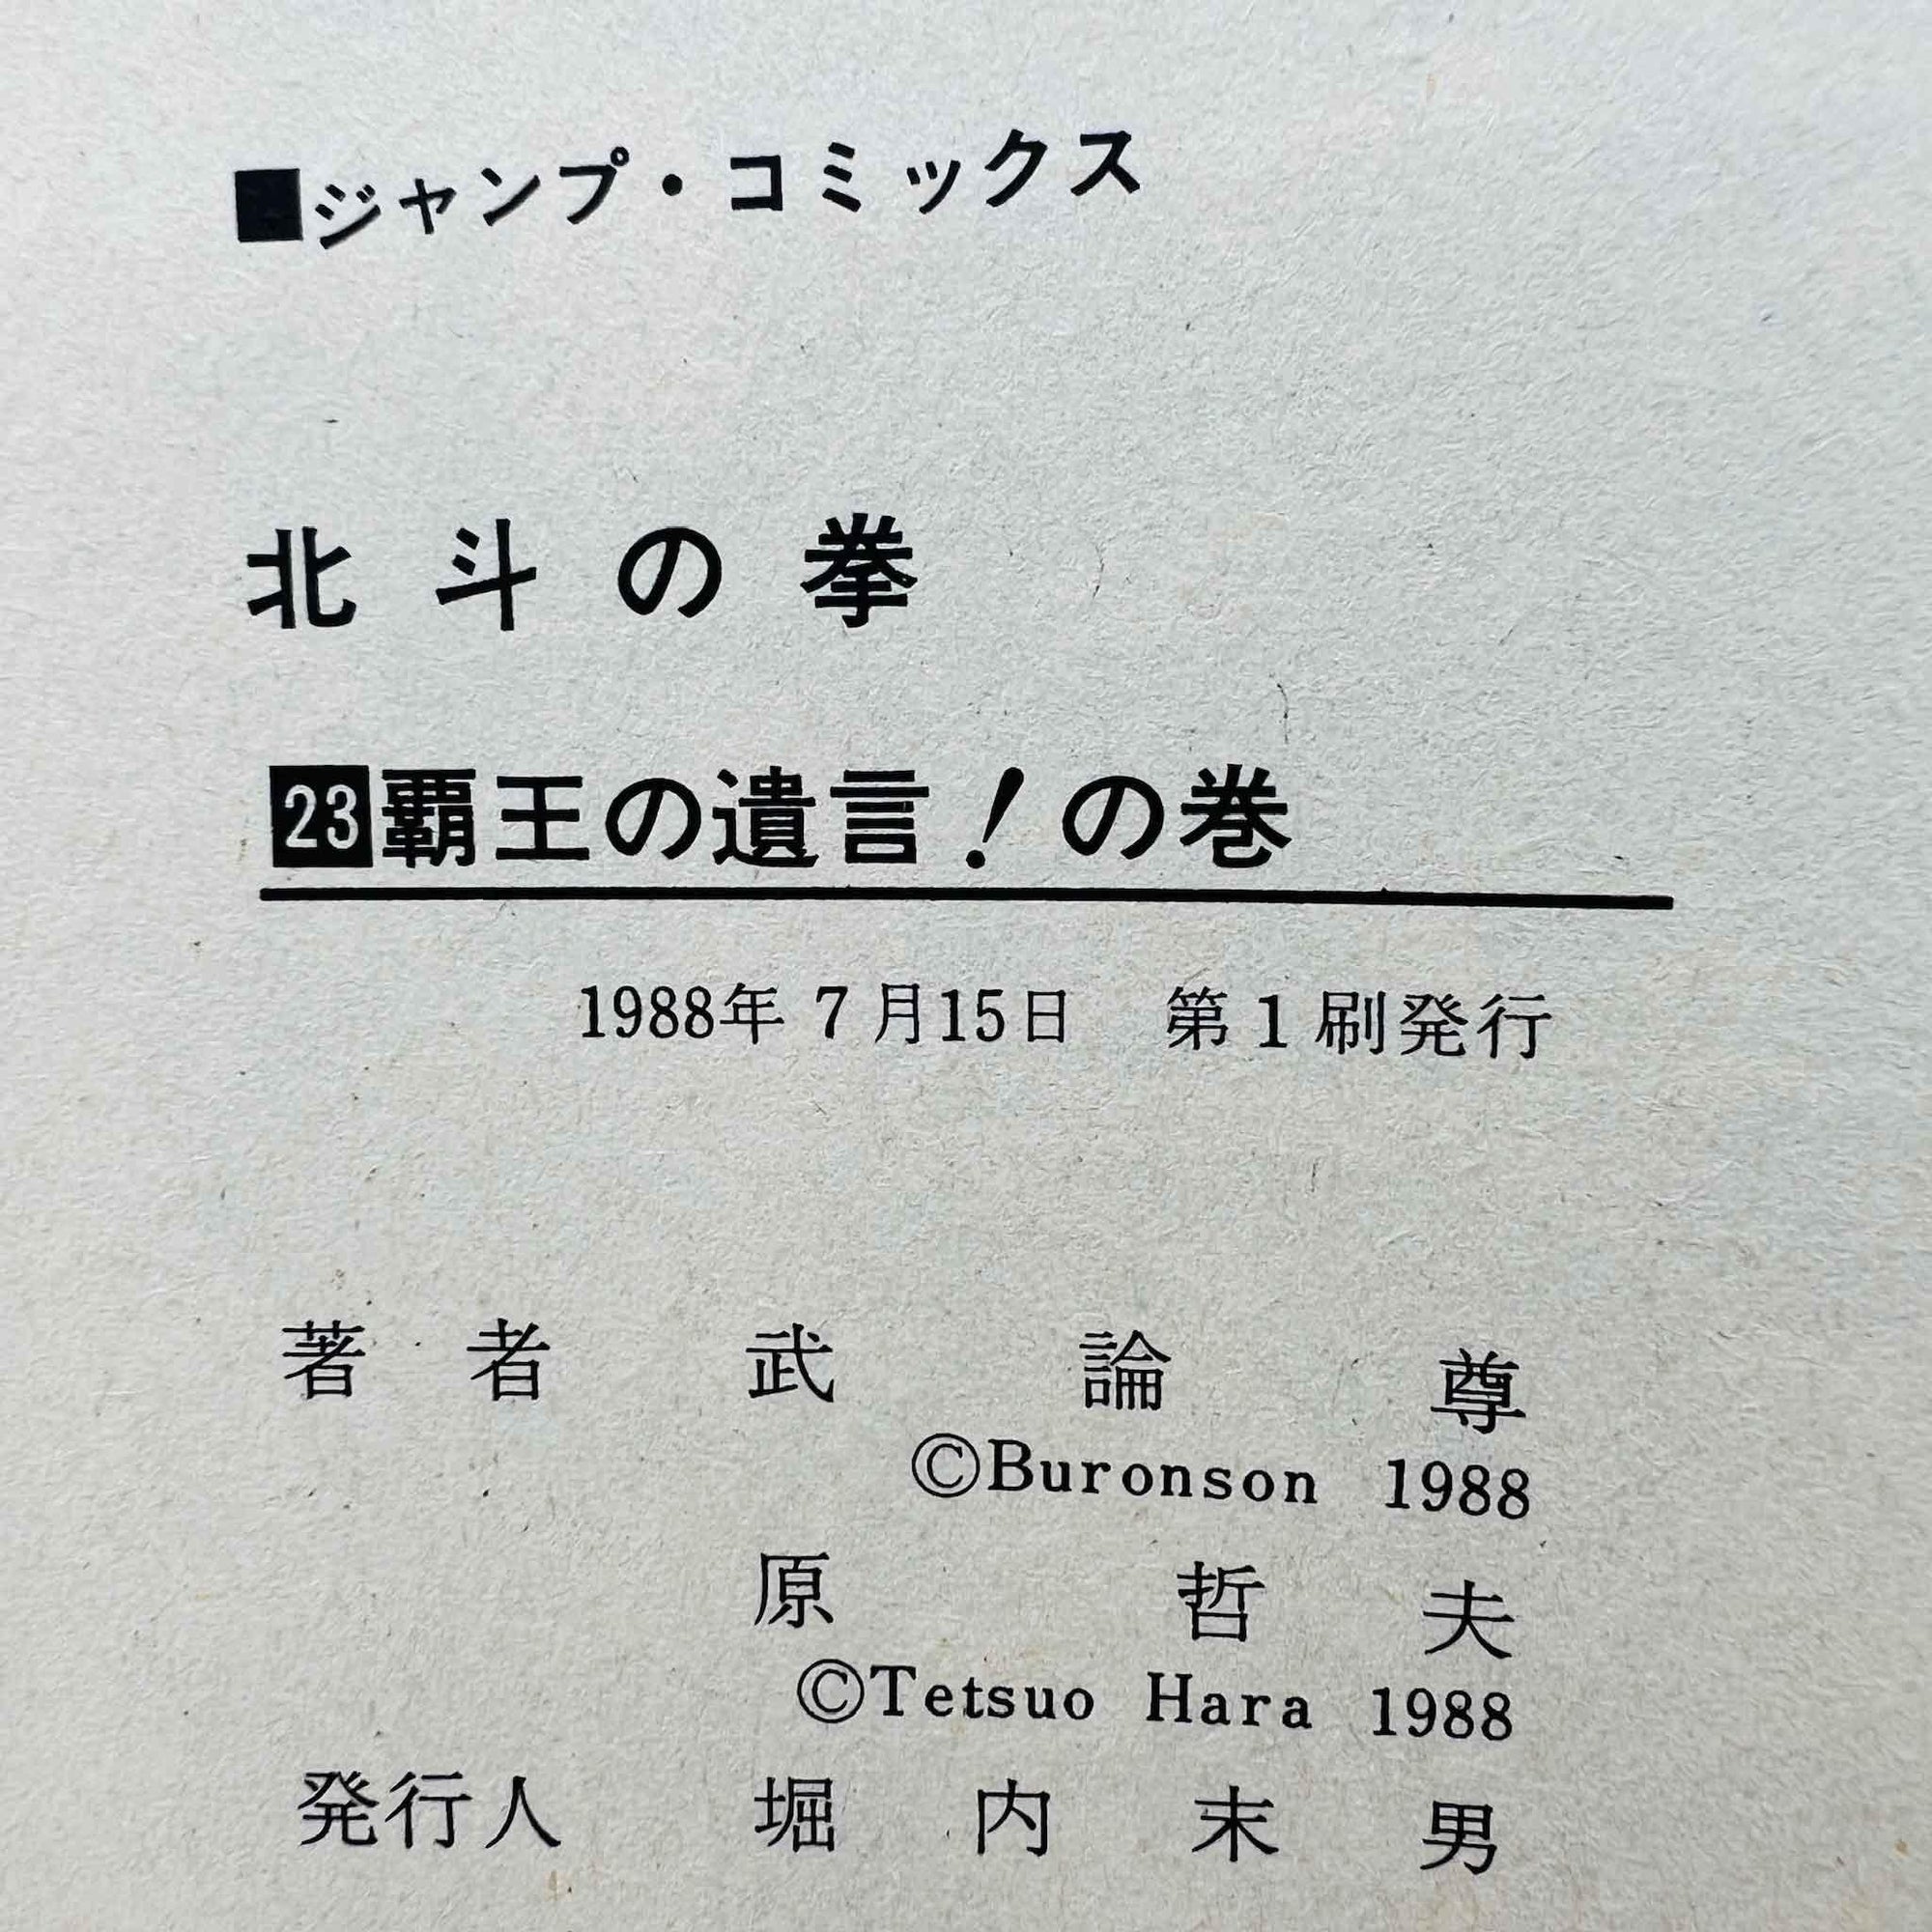 ■ジャンプ・コミックス
北斗の拳
23覇王の遺言!の巻
1988年7月15日 第1刷発行
著者 武論尊
©Buronson 1988
原哲夫
©Tetsuo Hara 1988
発行人 堀内末男